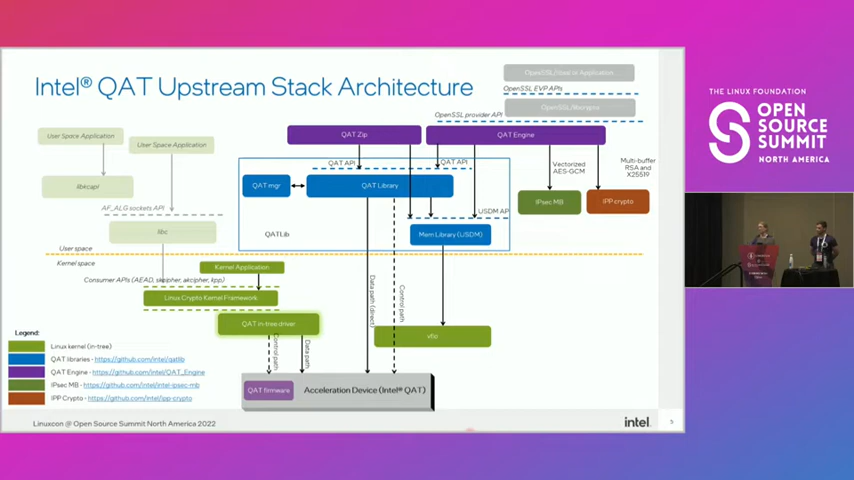 Intel® QAT Upstream Stack Architecture
OpenSSL EVP APIs
OpenSSL provider API
User Space Application
User Space Application
QAT Zip
QAT Engine
QAT API
QAT API
Vectorized
AES-GCM
Multi-buffer
RSA and
X25519
libkcapi
QAT mgr
QAT Library
IPsec MB
IPP crypto
AF_ALG sockets API
USDM AP
libc
QATLib
Mem Library (USDM)
User space
Kernel space
Kernel Application
Consumer APIs (AEAD, skcipher, akcipher, kpp)
Linux Crypto Kernel Framework
Data path (direct)
Control path
QAT in-tree driver
vfio
Control path
Data path
QAT firmware
Acceleration Device (Intel® QAT)
Legend:
Linux kernel (in-tree)
QAT libraries - https://github.com/intel/qatlib
QAT Engine - https://github.com/intel/QAT_Engine
IPsec MB - https://github.com/intel/intel-ipsec-mb
IPP Crypto - https://github.com/intel/ipp-crypto
Linuxcon @ Open Source Summit North America 2022
intel.
5
THE LINUX FOUNDATION
OPEN
SOURCE
SUMMIT
NORTH AMERICA